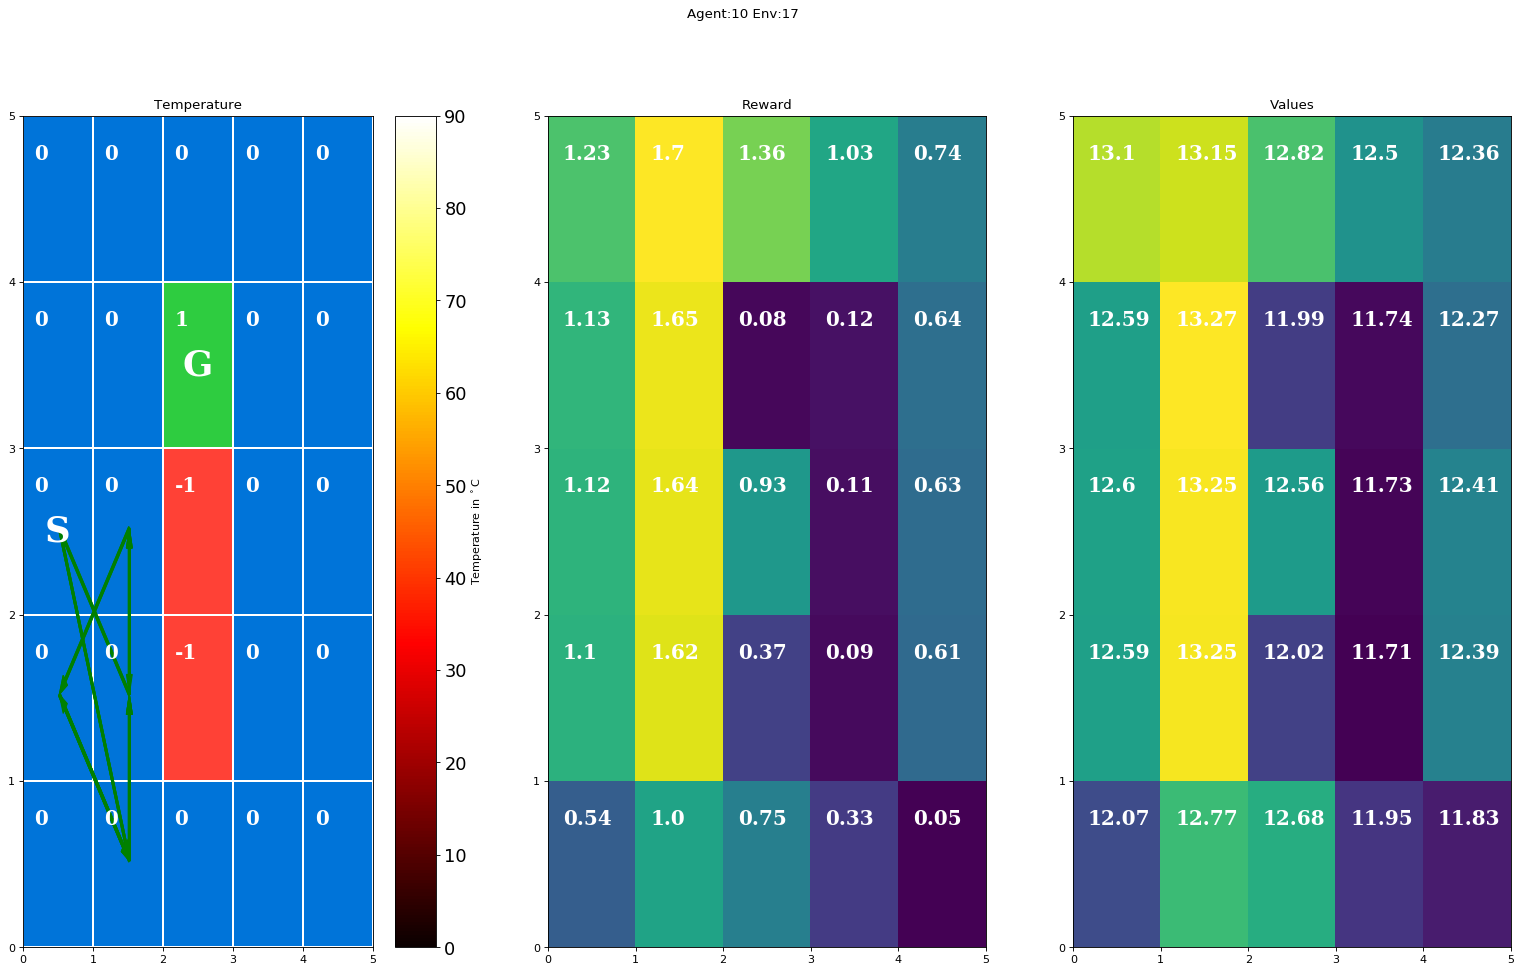 Agent:10 Env:17
Temperature
5
4
3
2
1
0
0 0 0 0 0
0 0 1 0 0
G
0 0 -1 0 0
S
0 0 -1 0 0
0 0 0 0 0
0 1 2 3 4 5
90
80
70
60
50
40
30
20
10
0
Temperature in °C
Reward
5
4
3
2
1
0
1.23 1.7 1.36 1.03 0.74
1.13 1.65 0.08 0.12 0.64
1.12 1.64 0.93 0.11 0.63
1.1 1.62 0.37 0.09 0.61
0.54 1.0 0.75 0.33 0.05
0 1 2 3 4 5
Values
5
4
3
2
1
0
13.1 13.15 12.82 12.5 12.36
12.59 13.27 11.99 11.74 12.27
12.6 13.25 12.56 11.73 12.41
12.59 13.25 12.02 11.71 12.39
12.07 12.77 12.68 11.95 11.83
0 1 2 3 4 5